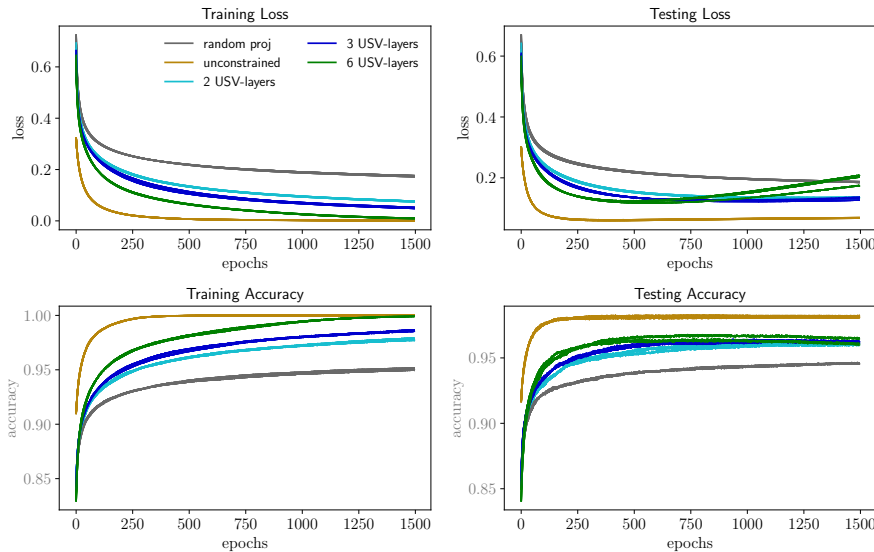 Training Loss
Testing Loss
random proj
unconstrained
2 USV-layers
3 USV-layers
6 USV-layers
loss
0.6
0.4
0.2
0.0
0 250 500 750 1000 1250 1500
epochs
loss
0.6
0.4
0.2
0 250 500 750 1000 1250 1500
epochs
Training Accuracy
Testing Accuracy
accuracy
1.00
0.95
0.90
0.85
0 250 500 750 1000 1250 1500
epochs
accuracy
0.95
0.90
0.85
0 250 500 750 1000 1250 1500
epochs